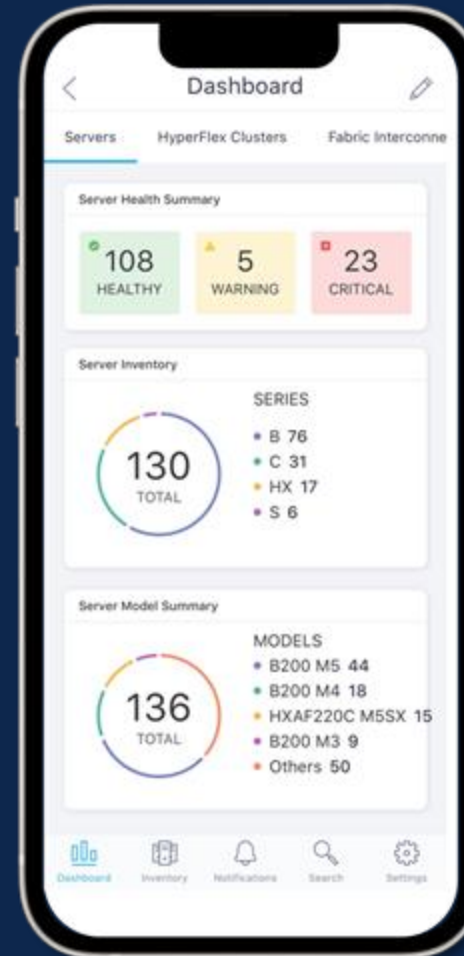 Dashboard
Servers HyperFlex Clusters Fabric Interconne
Server Health Summary
108
HEALTHY
5
WARNING
23
CRITICAL
Server Inventory
130
TOTAL
SERIES
B 76
C 31
HX 17
S 6
Server Model Summary
136
TOTAL
MODELS
B200 M5 44
B200 M4 18
HXAF220C M5SX 15
B200 M3 9
Others 50
Dashboard Inventory Notifications Search Settings